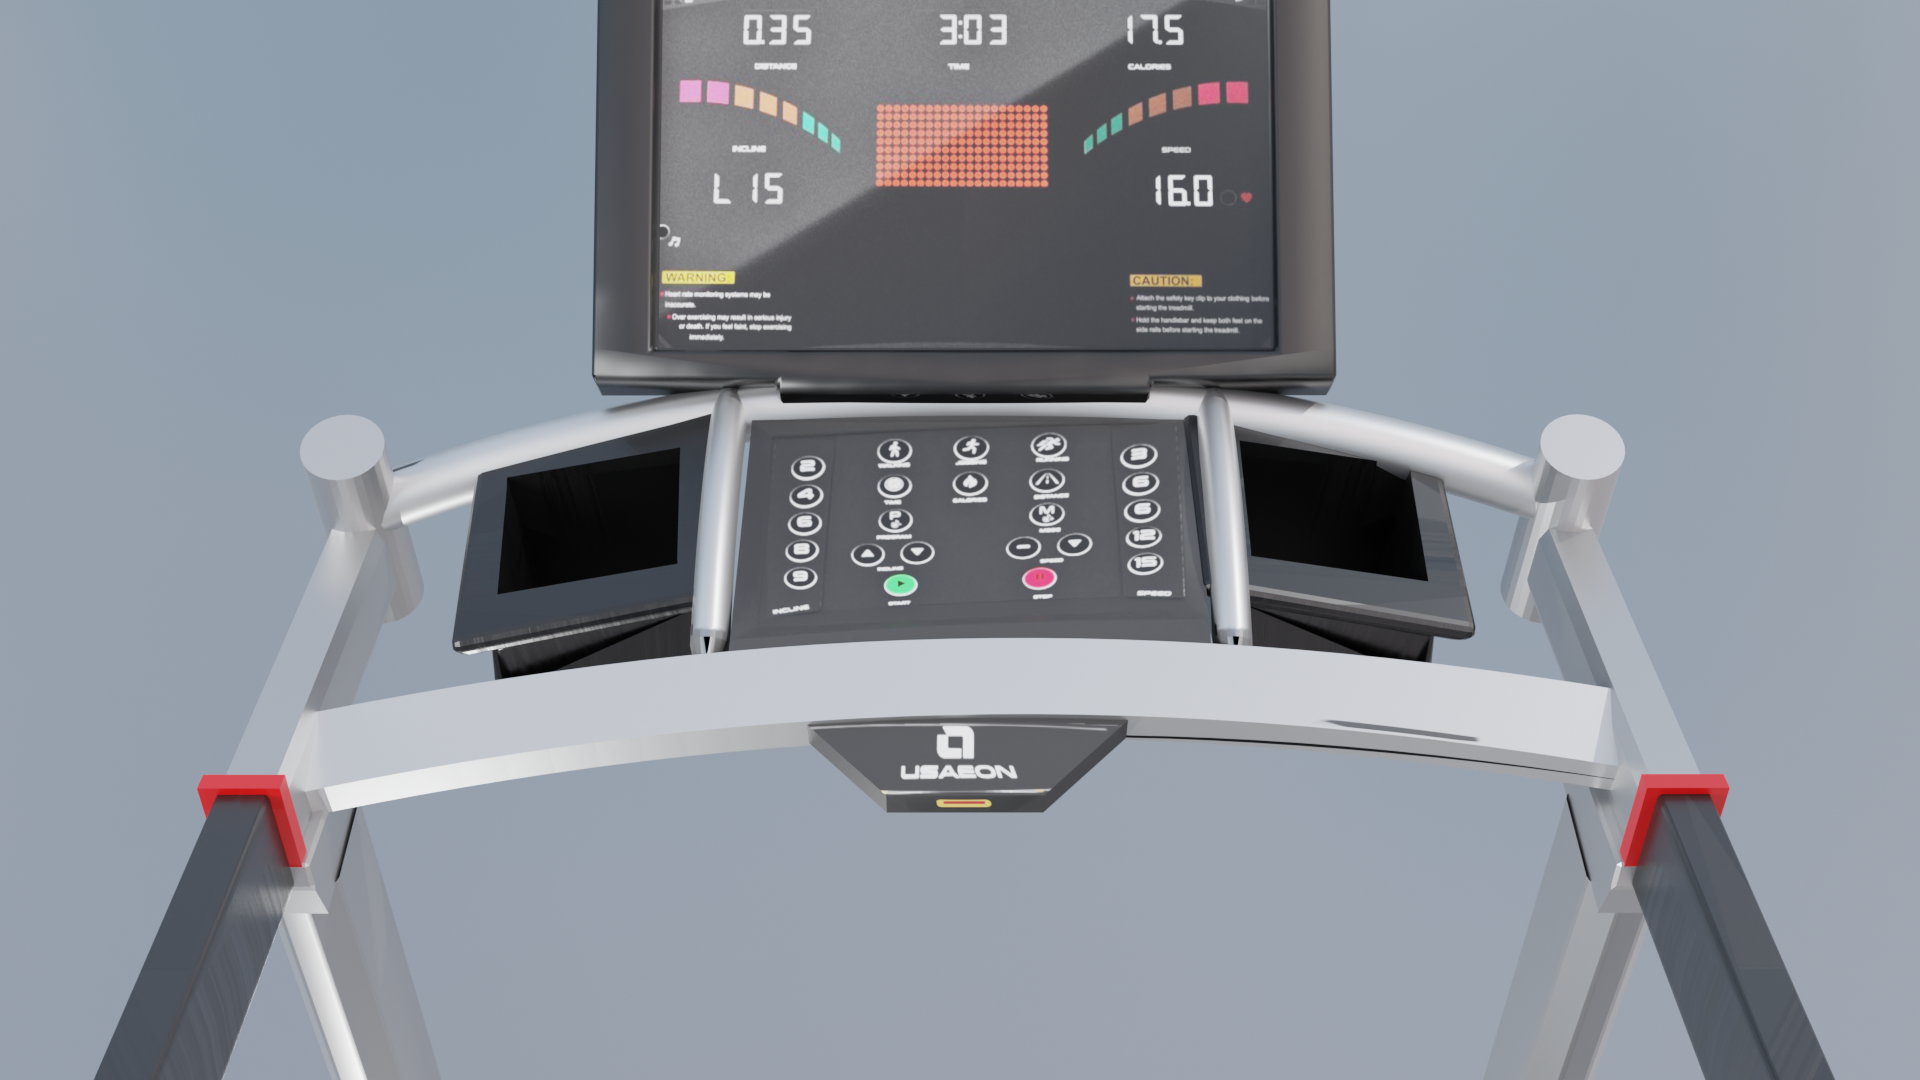 0.35
3:03
17.5
DISTANCE
TIME
CALORIES
INCLINE
SPEED
L 15
16.0
WARNING:
Heart rate monitoring systems may be
inaccurate.
Over exercising may result in serious injury
or death. If you feel faint, stop exercising
immediately.
CAUTION:
Attach the safety key clip to your clothing before
starting the treadmill.
Hold the handlebar and keep both feet on the
side rails before starting the treadmill.
2
4
6
8
9
INCLINE
TIME
CALORIES
DISTANCE
P
PROGRAM
M
MODE
INCLINE
SPEED
START
STOP
3
6
6
12
15
SPEED
USAEON